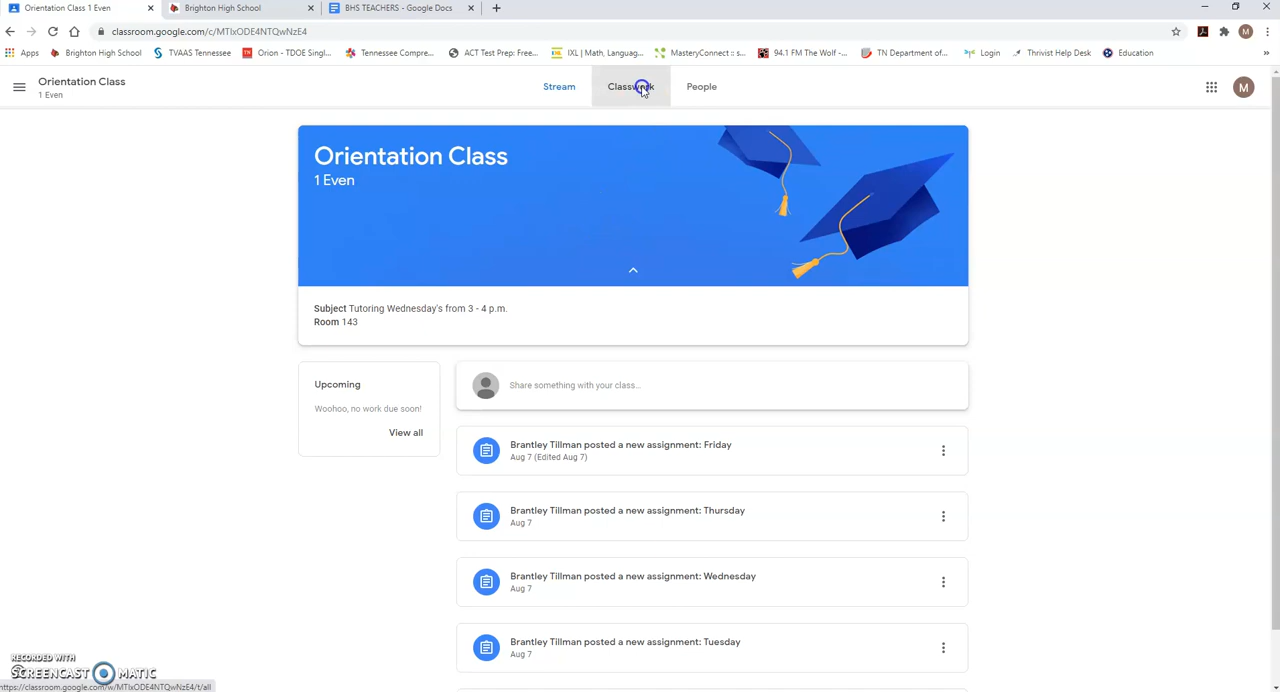 Orientation Class 1 Even
Brighton High School
BHS TEACHERS - Google Docs
classroom.google.com/c/MTIxODE4NTQwNzE4
M
Apps
Brighton High School
TVAAS Tennessee
Orion - TDOE Singl...
Tennessee Compre...
ACT Test Prep: Free...
IXL | Math, Languag...
MasteryConnect :: s...
94.1 FM The Wolf -...
TN Department of...
Login
Thrivist Help Desk
Education
»
Orientation Class
1 Even
Stream
Classwork
People
M
Orientation Class
1 Even
Subject Tutoring Wednesday's from 3 - 4 p.m.
Room 143
Upcoming
Woohoo, no work due soon!
View all
Share something with your class...
Brantley Tillman posted a new assignment: Friday
Aug 7 (Edited Aug 7)
Brantley Tillman posted a new assignment: Thursday
Aug 7
Brantley Tillman posted a new assignment: Wednesday
Aug 7
Brantley Tillman posted a new assignment: Tuesday
Aug 7
RECORDED WITH
SCREENCAST MATIC
https://classroom.google.com/w/MTIxODE4NTQwNzE4/t/all